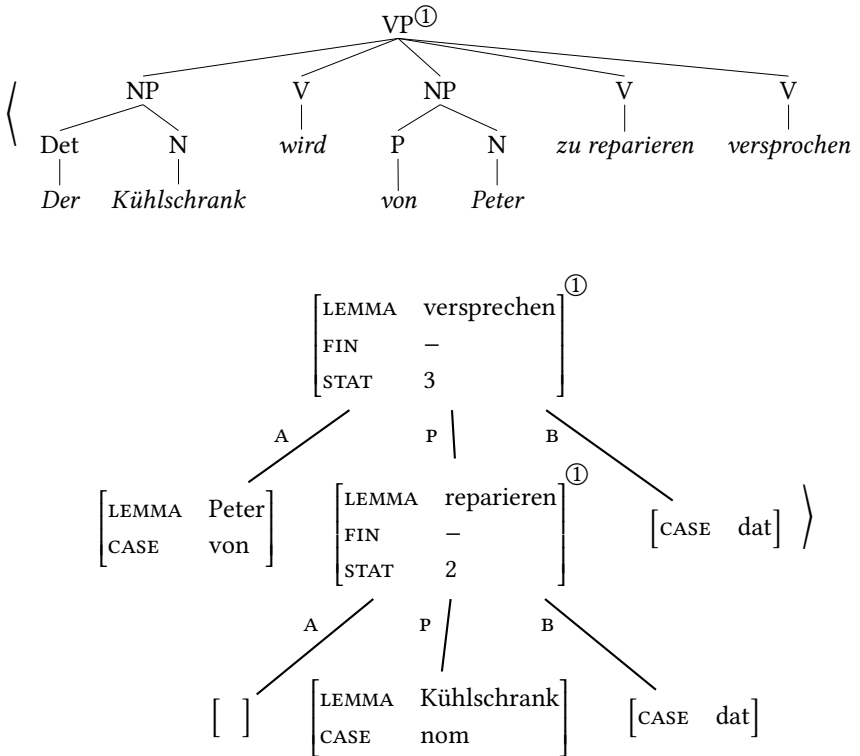 VP①
⟨ NP V NP V V
Det N wird P N zu reparieren versprochen
Der Kühlschrank von Peter
[LEMMA versprechen]①
FIN –
STAT 3
A P B
[LEMMA Peter]
CASE von
[LEMMA reparieren]①
FIN –
STAT 2
[CASE dat] ⟩
A P B
[ ]
[LEMMA Kühlschrank]
CASE nom
[CASE dat]